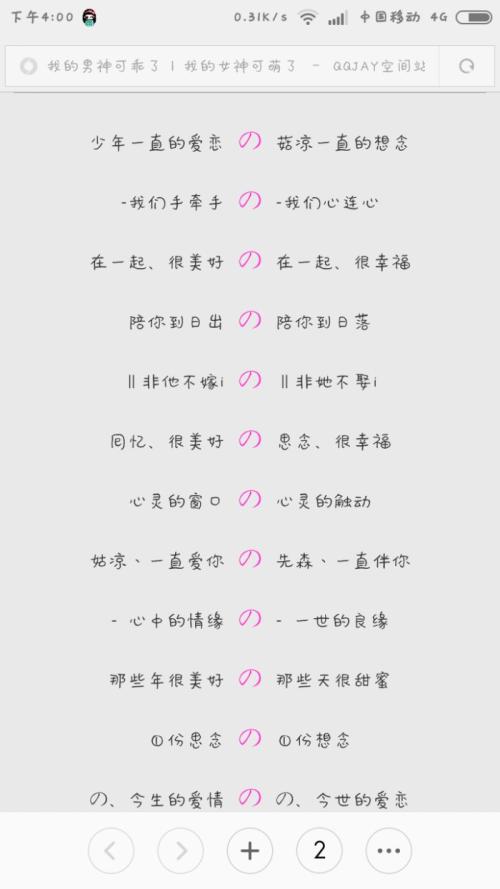 下午4:00 0.31K/s 中国移动 4G
我的男神可乖了 | 我的女神可萌了 - QQJAY空间站
少年一直的爱恋 の 菇凉一直的想念
-我们手牵手 の -我们心连心
在一起、很美好 の 在一起、很幸福
陪你到日出 の 陪你到日落
‖非他不嫁i の ‖非她不娶i
回忆、很美好 の 思念、很幸福
心灵的窗口 の 心灵的触动
姑凉、一直爱你 の 先森、一直伴你
- 心中的情缘 の - 一世的良缘
那些年很美好 の 那些天很甜蜜
①份思念 の ①份想念
の、今生的爱情 の の、今世的爱恋
2